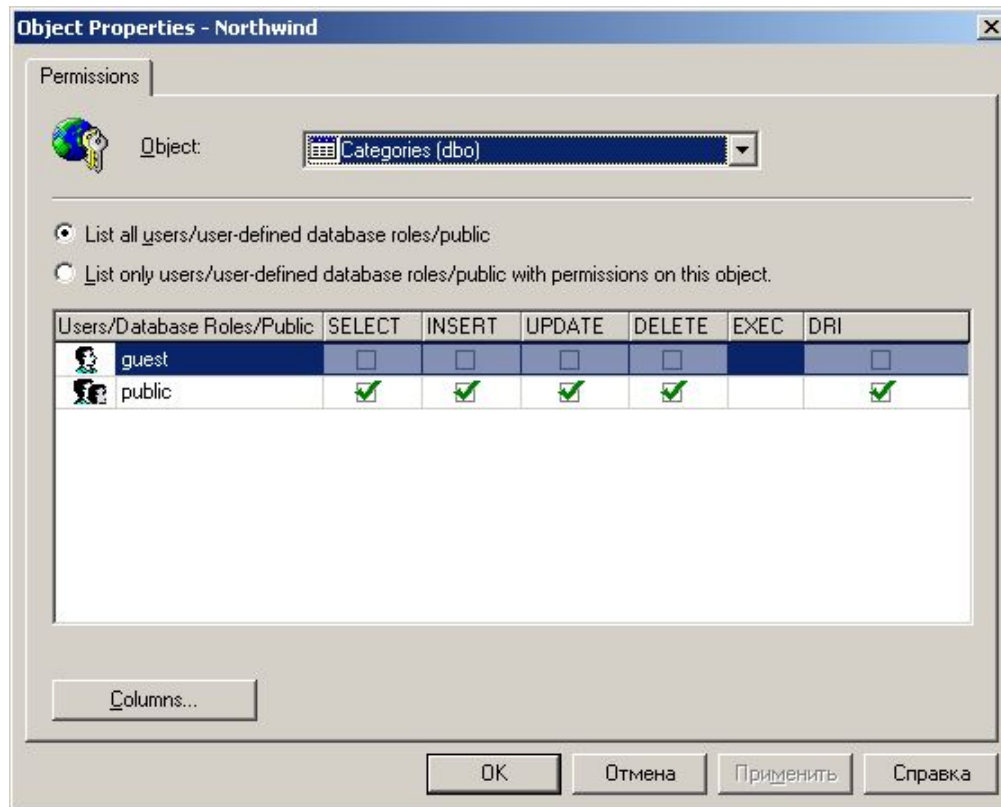 Object Properties - Northwind
Permissions
Object: Categories (dbo)
List all users/user-defined database roles/public
List only users/user-defined database roles/public with permissions on this object.
Users/Database Roles/Public SELECT INSERT UPDATE DELETE EXEC DRI
guest
public
Columns...
OK Отмена Применить Справка